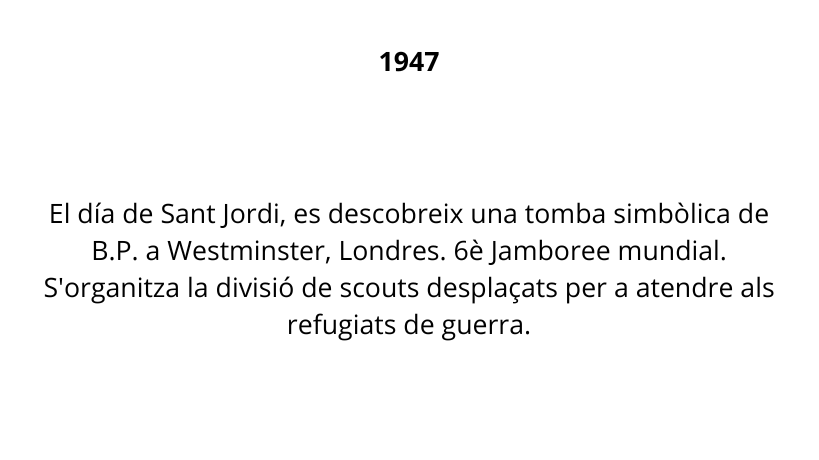 1947
El día de Sant Jordi, es descobreix una tomba simbòlica de
B.P. a Westminster, Londres. 6è Jamboree mundial.
S'organitza la divisió de scouts desplaçats per a atendre als
refugiats de guerra.